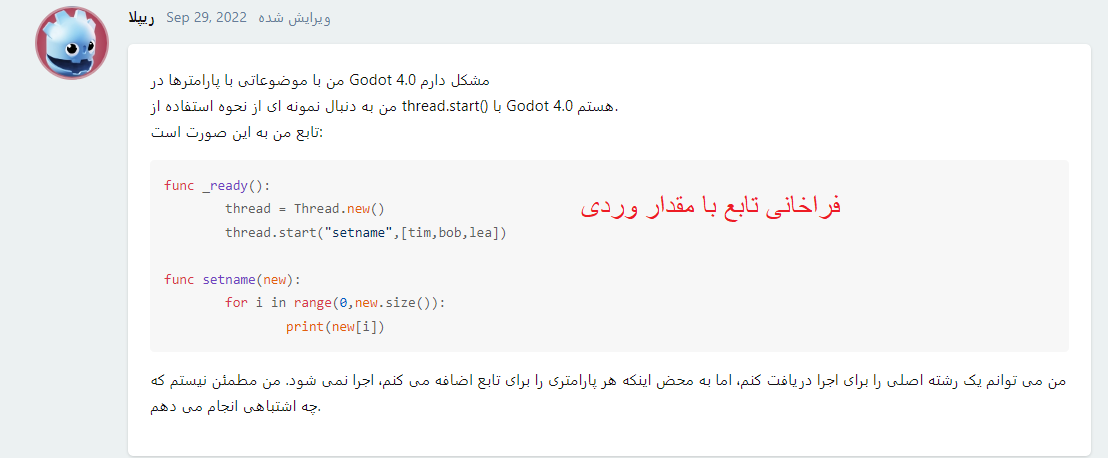 ریپلا Sep 29, 2022 ویرایش شده
من با موضوعاتی با پارامترها در Godot 4.0 مشکل دارم
من به دنبال نمونه ای از نحوه استفاده از thread.start() با Godot 4.0 هستم.
تابع من به این صورت است:
func _ready():
thread = Thread.new()
thread.start("setname",[tim,bob,lea])
فراخانی تابع با مقدار وردی
func setname(new):
for i in range(0,new.size()):
print(new[i])
من می توانم یک رشته اصلی را برای اجرا دریافت کنم، اما به محض اینکه هر پارامتری را برای تابع اضافه می کنم، اجرا نمی شود. من مطمئن نیستم که
چه اشتباهی انجام می دهم.